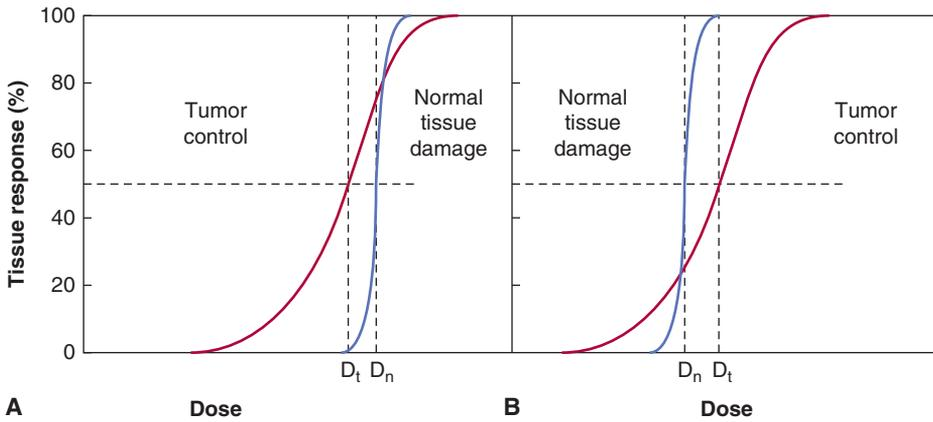 Tissue response (%)
100
80
60
40
20
0
Tumor
control
Normal
tissue
damage
Dt Dn
A
Dose
Normal
tissue
damage
Tumor
control
Dn Dt
B
Dose